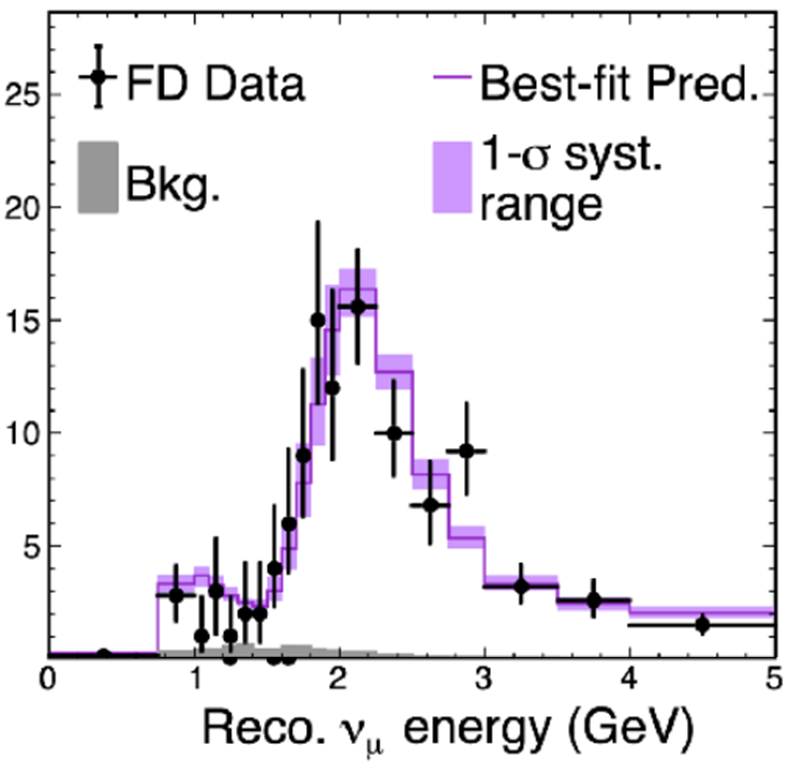 FD Data
Best-fit Pred.
Bkg.
1-σ syst.
range
25
20
15
10
5
0 1 2 3 4 5
Reco. νμ energy (GeV)